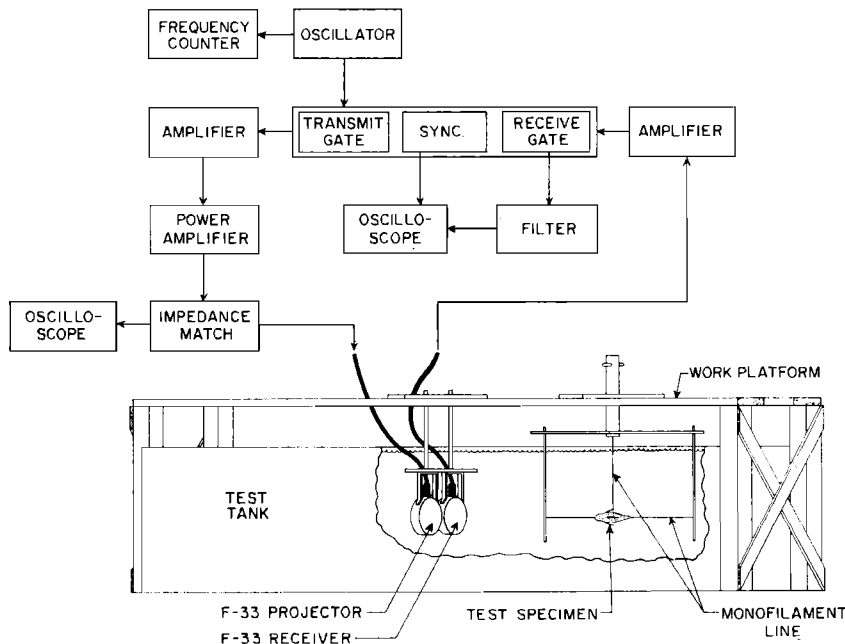 FREQUENCY
COUNTER
OSCILLATOR
AMPLIFIER
TRANSMIT
GATE
SYNC.
RECEIVE
GATE
AMPLIFIER
POWER
AMPLIFIER
OSCILLO-
SCOPE
FILTER
OSCILLO-
SCOPE
IMPEDANCE
MATCH
WORK PLATFORM
TEST
TANK
F-33 PROJECTOR
F-33 RECEIVER
TEST SPECIMEN
MONOFILAMENT
LINE